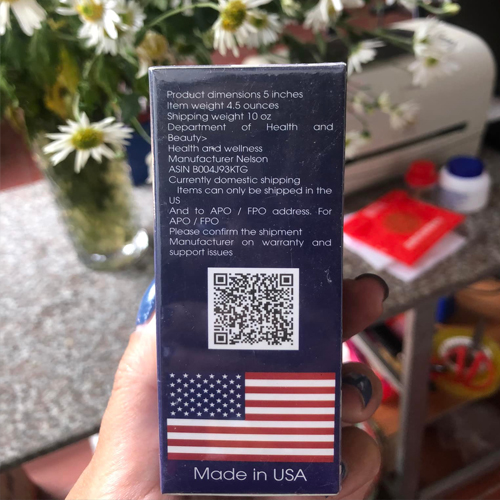 Product dimensions 5 inches
Item weight 4.5 ounces
Shipping weight 10 oz
Department of Health and
Beauty>
Health and wellness
Manufacturer Nelson
ASIN B004J93KTG
Currently domestic shipping
Items can only be shipped in the
US
And to APO / FPO address. For
APO / FPO
Please confirm the shipment
Manufacturer on warranty and
support issues
Made in USA